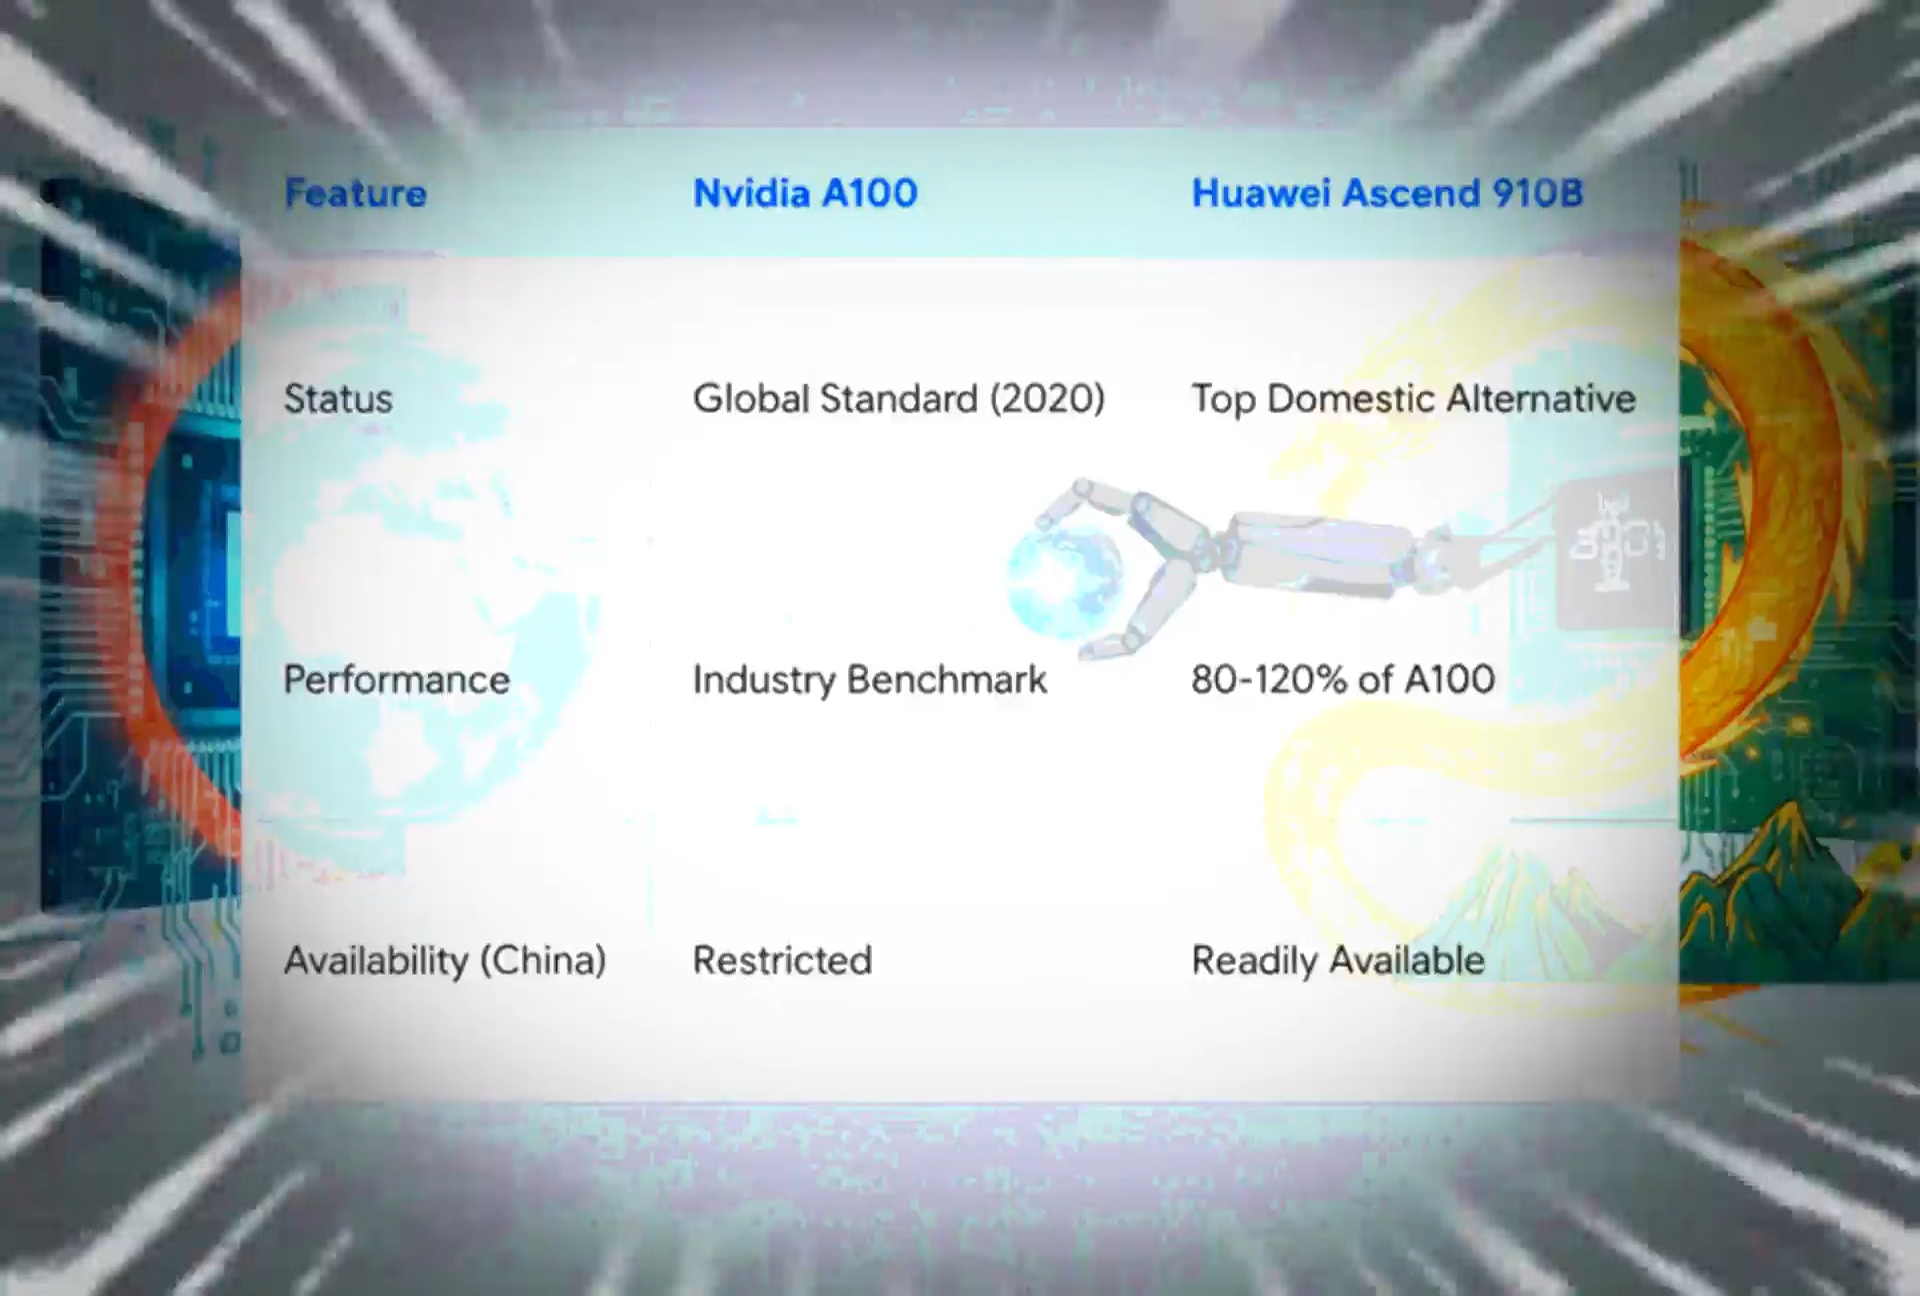 Feature Nvidia A100 Huawei Ascend 910B
Status Global Standard (2020) Top Domestic Alternative
Performance Industry Benchmark 80-120% of A100
Availability (China) Restricted Readily Available